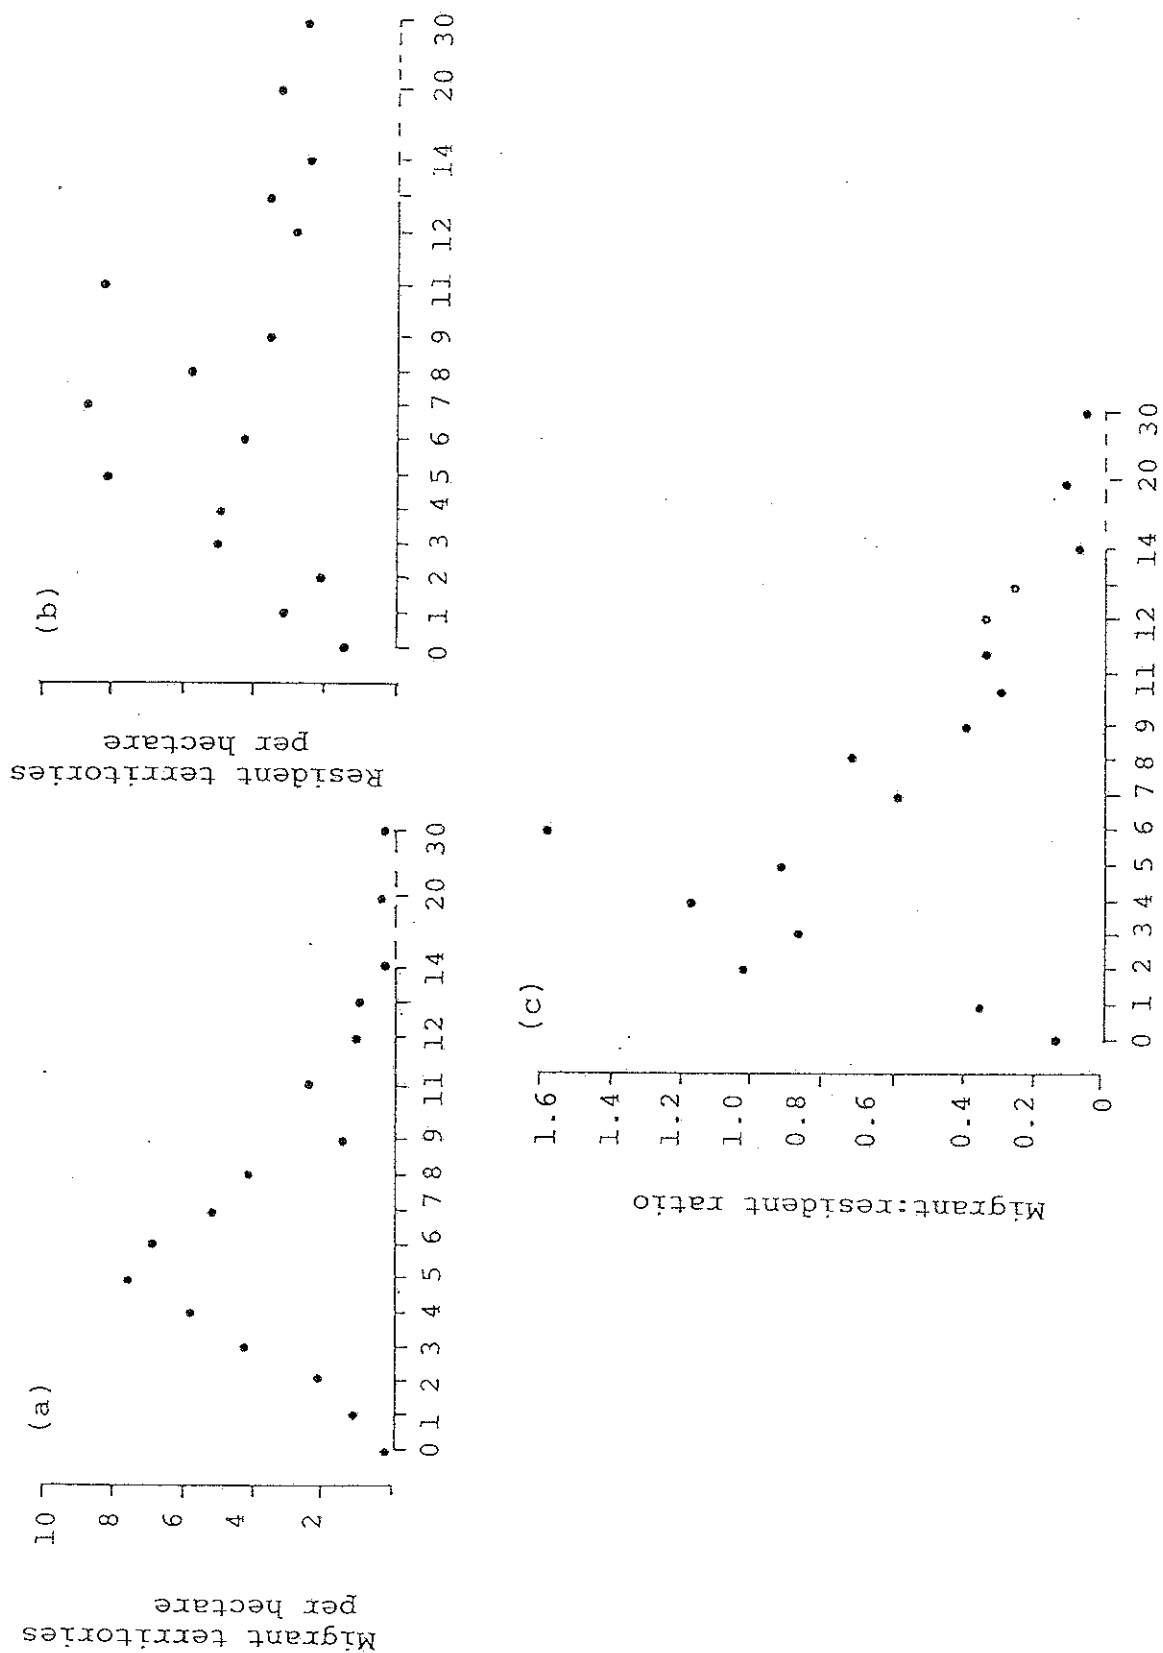 (a)
Migrant territories
per hectare
10
8
6
4
2
0 1 2 3 4 5 6 7 8 9 11 12 14 20 30
(b)
Resident territories
per hectare
0 1 2 3 4 5 6 7 8 9 11 12 14 20 30
(c)
Migrant:resident ratio
1.6
1.4
1.2
1.0
0.8
0.6
0.4
0.2
0
0 1 2 3 4 5 6 7 8 9 11 12 14 20 30